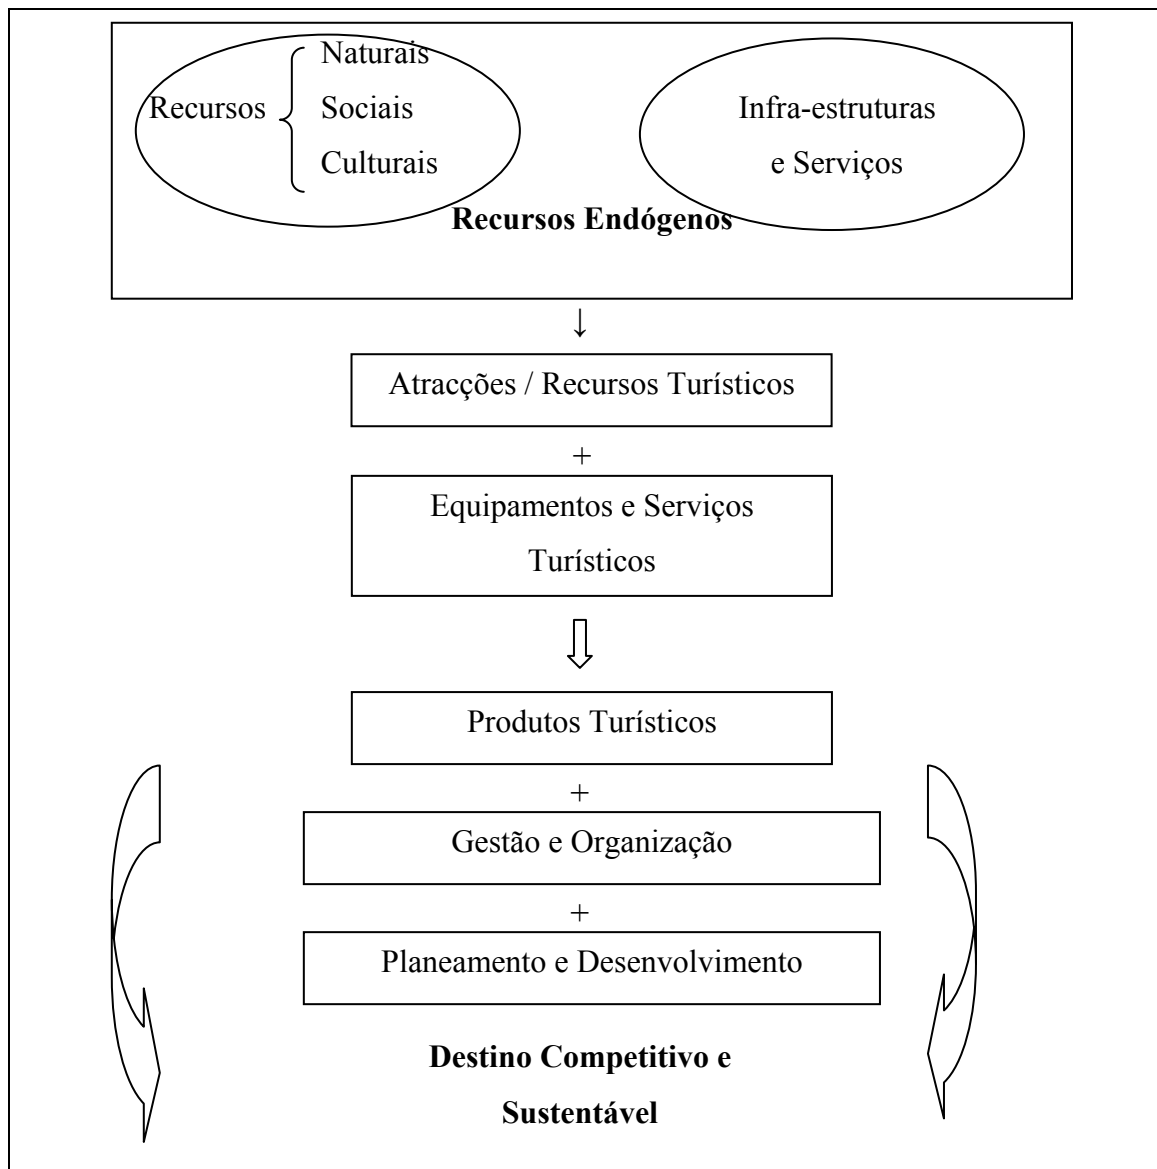 Naturais
Recursos
Sociais
Culturais
Infra-estruturas
e Serviços
Recursos Endógenos
↓
Atracções / Recursos Turísticos
+
Equipamentos e Serviços
Turísticos
Produtos Turísticos
+
Gestão e Organização
+
Planeamento e Desenvolvimento
Destino Competitivo e
Sustentável